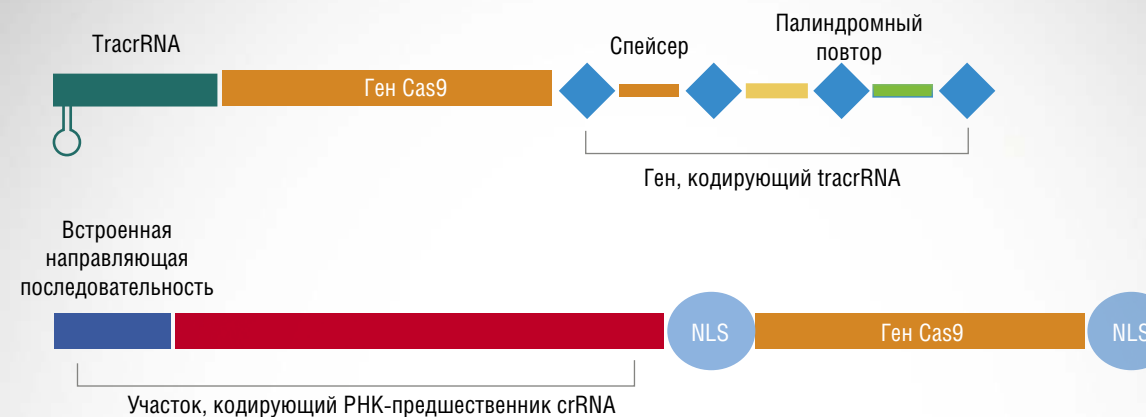 TracrRNA
Ген Cas9
Спейсер
Палиндромный
повтор
Ген, кодирующий tracrRNA
Встроенная
направляющая
последовательность
NLS
Ген Cas9
NLS
Участок, кодирующий РНК-предшественник crRNA